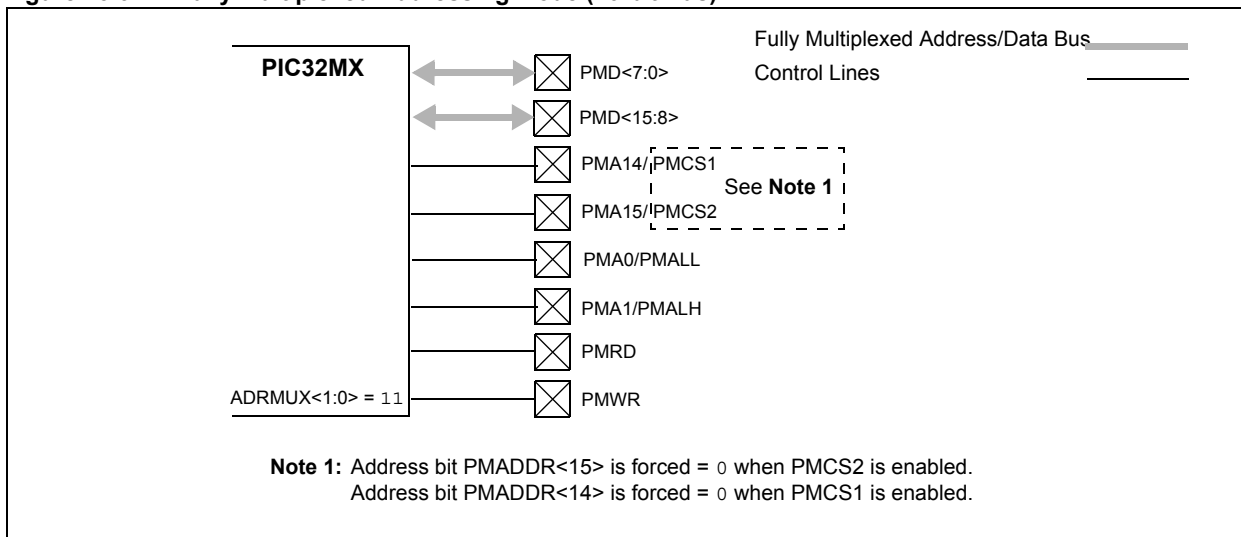 PIC32MX
Fully Multiplexed Address/Data Bus
Control Lines
PMD<7:0>
PMD<15:8>
PMA14/PMCS1
See Note 1
PMA15/PMCS2
PMA0/PMALL
PMA1/PMALH
PMRD
ADRMUX<1:0> = 11
PMWR
Note 1: Address bit PMADDR<15> is forced = 0 when PMCS2 is enabled.
Address bit PMADDR<14> is forced = 0 when PMCS1 is enabled.